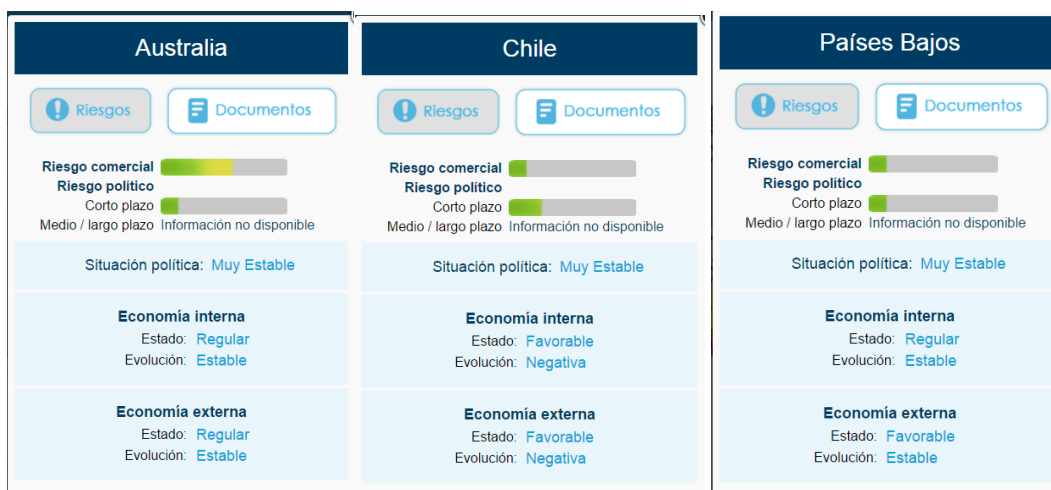 Australia
Riesgos
Documentos
Riesgo comercial
Riesgo político
Corto plazo
Medio / largo plazo Información no disponible
Situación política: Muy Estable
Economía interna
Estado: Regular
Evolución: Estable
Economía externa
Estado: Regular
Evolución: Estable
Chile
Riesgos
Documentos
Riesgo comercial
Riesgo político
Corto plazo
Medio / largo plazo Información no disponible
Situación política: Muy Estable
Economía interna
Estado: Favorable
Evolución: Negativa
Economía externa
Estado: Favorable
Evolución: Negativa
Países Bajos
Riesgos
Documentos
Riesgo comercial
Riesgo político
Corto plazo
Medio / largo plazo Información no disponible
Situación política: Muy Estable
Economía interna
Estado: Regular
Evolución: Estable
Economía externa
Estado: Favorable
Evolución: Estable